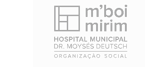 m'boi
mirim
HOSPITAL MUNICIPAL
DR. MOYSÉS DEUTSCH
ORGANIZAÇÃO SOCIAL